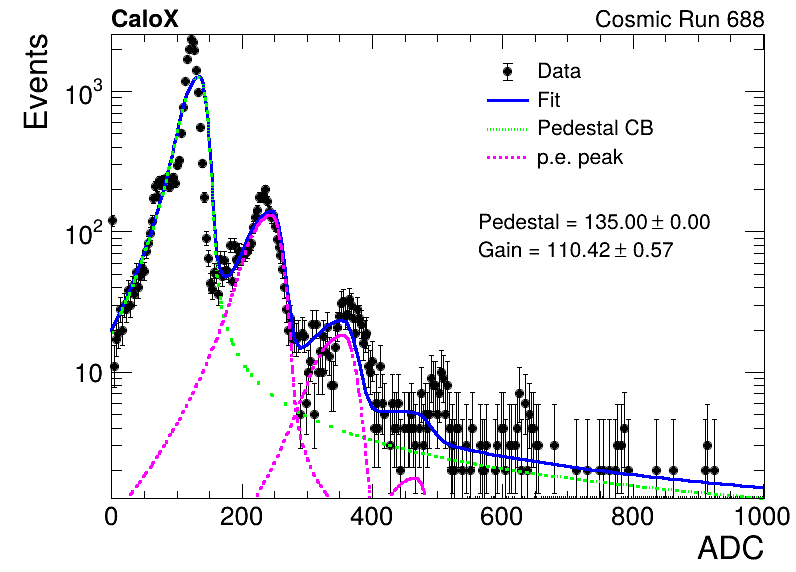 CaloX Cosmic Run 688
Events
Data
Fit
Pedestal CB
p.e. peak
Pedestal = 135.00 ± 0.00
Gain = 110.42 ± 0.57
10³
10²
10
0 200 400 600 800 1000
ADC